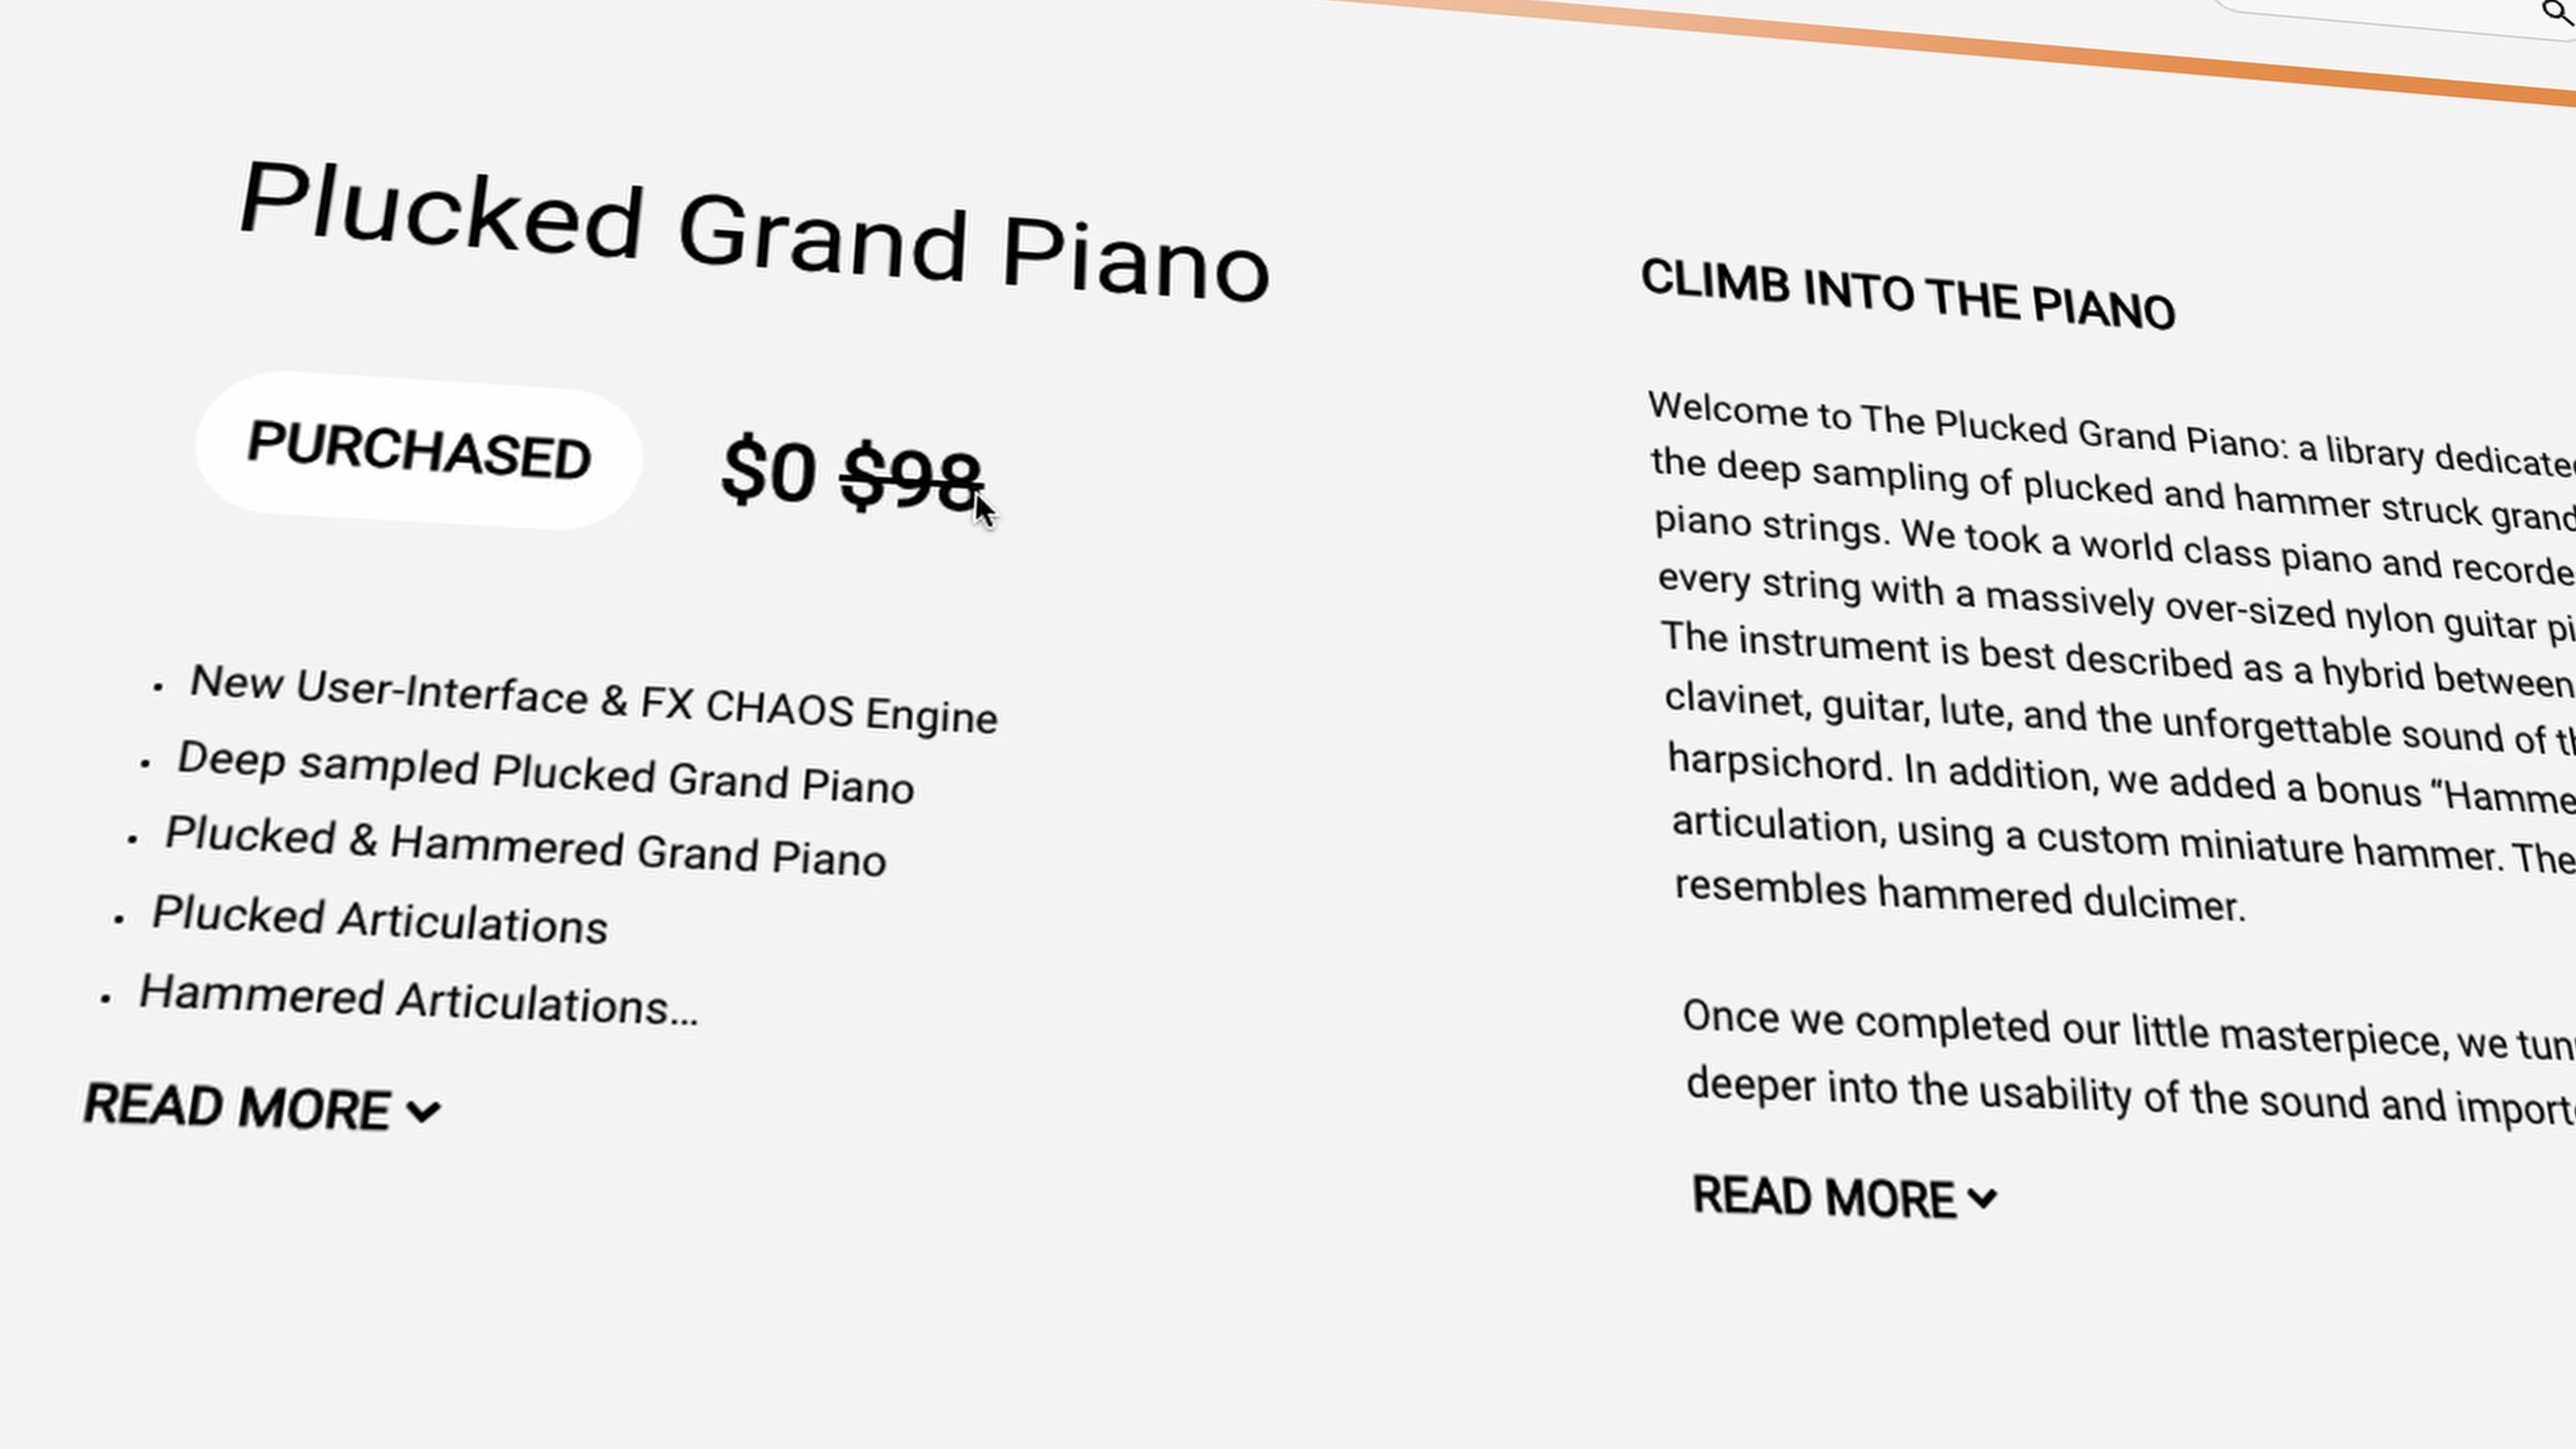 Plucked Grand Piano
PURCHASED
$0 $98
• New User-Interface & FX CHAOS Engine
• Deep sampled Plucked Grand Piano
• Plucked & Hammered Grand Piano
• Plucked Articulations
• Hammered Articulations...
READ MORE
CLIMB INTO THE PIANO
Welcome to The Plucked Grand Piano: a library
the deep sampling of plucked and hammer struck grand
piano strings. We took a world class piano and
every string with a massively over-sized nylon guitar
The instrument is best described as a hybrid between
clavinet, guitar, lute, and the unforgettable sound of
harpsichord. In addition, we added a bonus
articulation, using a custom miniature hammer. The
resembles hammered dulcimer.
Once we completed our little masterpiece, we
deeper into the usability of the sound and
READ MORE